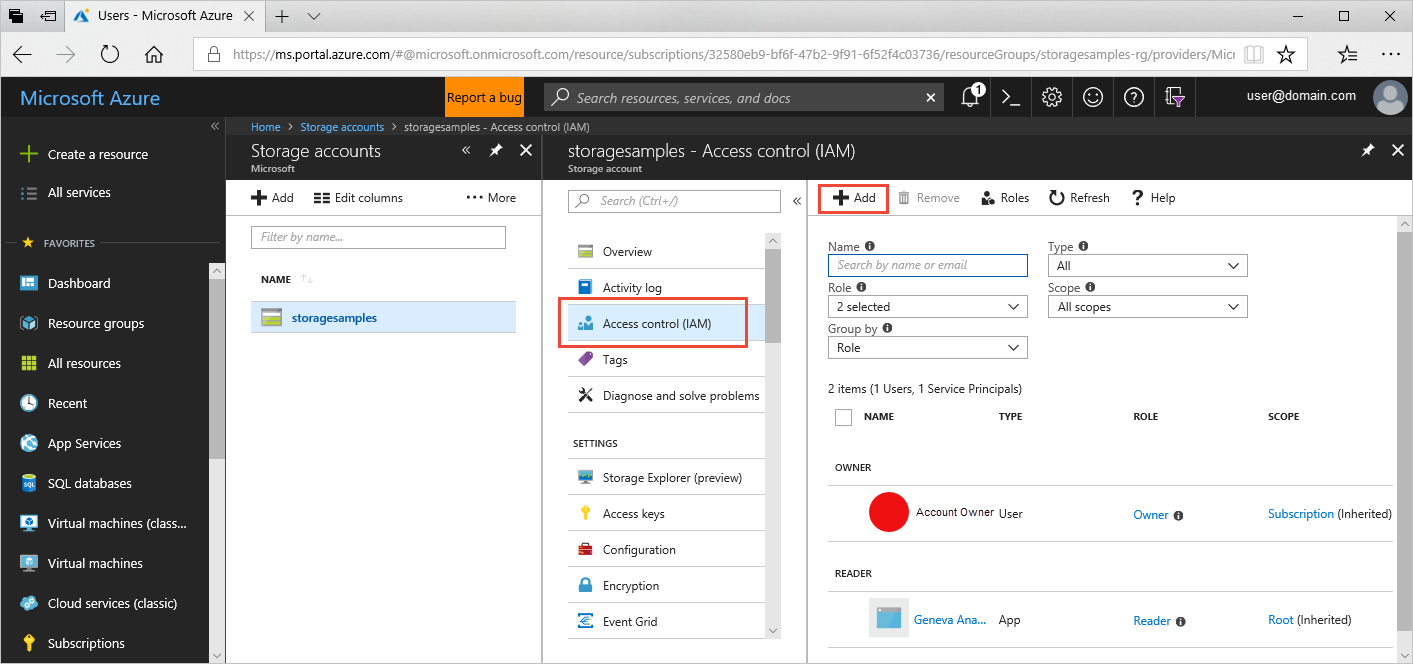 Users - Microsoft Azure
https://ms.portal.azure.com/#@microsoft.onmicrosoft.com/resource/subscriptions/32580eb9-bf6f-47b2-9f91-6f52f4c03736/resourceGroups/storagesamples-rg/providers/Micr
Microsoft Azure
Report a bug
Search resources, services, and docs
1
user@domain.com
Home > Storage accounts > storagesamples - Access control (IAM)
Create a resource
All services
FAVORITES
Dashboard
Resource groups
All resources
Recent
App Services
SQL
SQL databases
Virtual machines (class...
Virtual machines
Cloud services (classic)
Subscriptions
Storage accounts
Microsoft
Add
Edit columns
More
Filter by name...
NAME
storagesamples
storagesamples - Access control (IAM)
Storage account
Search (Ctrl+/)
Overview
Activity log
Access control (IAM)
Tags
Diagnose and solve problems
SETTINGS
Storage Explorer (preview)
Access keys
Configuration
Encryption
Event Grid
Add
Remove
Roles
Refresh
Help
Name
Type
Search by name or email
All
Role
Scope
2 selected
All scopes
Group by
Role
2 items (1 Users, 1 Service Principals)
NAME TYPE ROLE SCOPE
OWNER
Account Owner User Owner Subscription (Inherited)
READER
Geneva Ana... App Reader Root (Inherited)